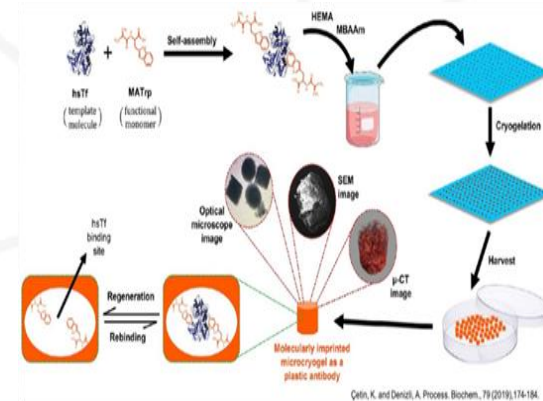 HEMA
MBAAm
Self-assembly
+
hsTf
(template
molecule)
MATrp
(functional
monomer)
Cryogelation
Optical
microscope
image
SEM
image
μ-CT
image
Harvest
hsTf
binding
site
Regeneration
Rebinding
Molecularly imprinted
microcryogel as a
plastic antibody
Çetin, K. and Denizli, A. Process. Biochem., 79 (2019),174-184.